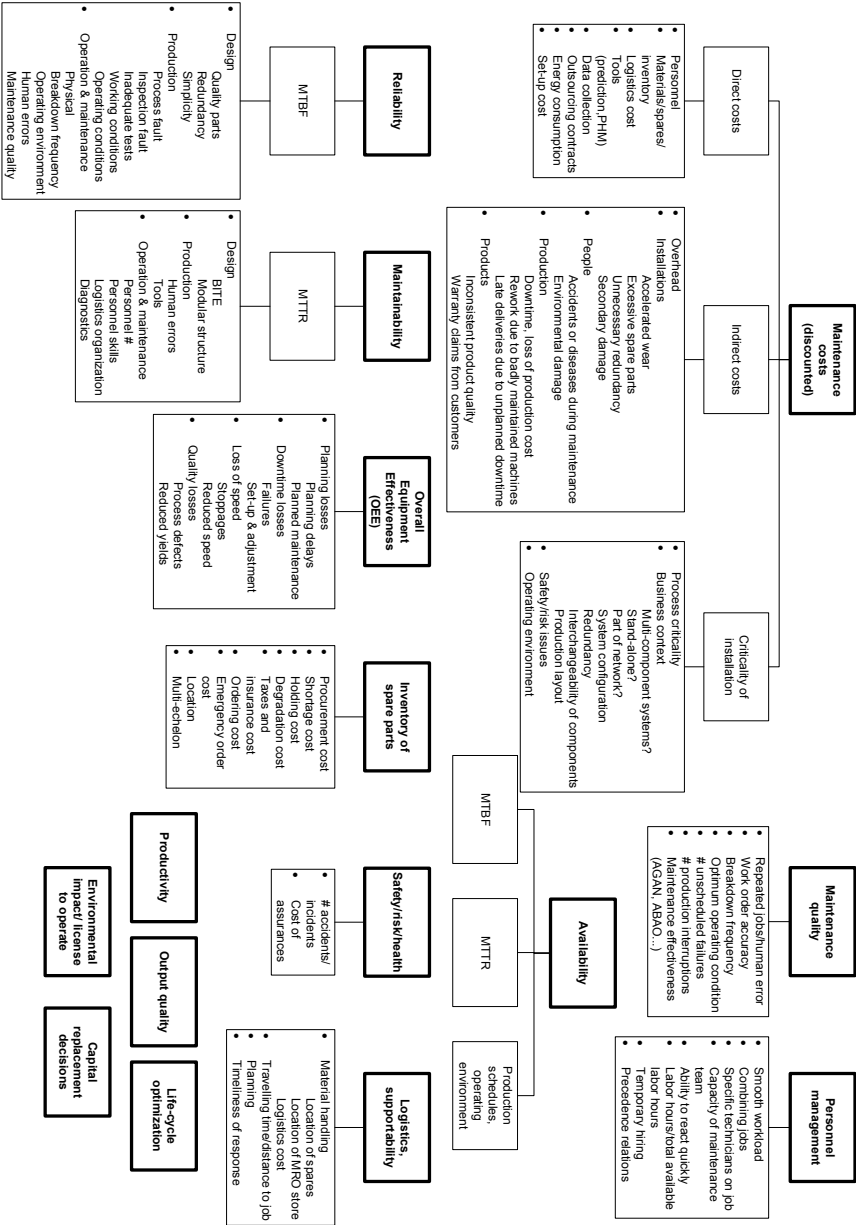 Maintenance
costs
(discounted)
Direct costs
• Personnel
• Materials/spares/
inventory
• Logistics cost
• Tools
• Data collection
(prediction,PHM)
• Outsourcing contracts
• Energy consumption
• Set-up cost
Indirect costs
• Overhead
• Installations
Accelerated wear
Excessive spare parts
Unnecessary redundancy
Secondary damage
• People
Accidents or diseases during maintenance
Environmental damage
• Production
Downtime, loss of production cost
Rework due to badly maintained machines
Late deliveries due to unplanned downtime
• Products
Inconsistent product quality
Warranty claims from customers
Criticality of
installation
• Process criticality
• Business context
Multi-component systems?
Stand-alone?
Part of network?
System configuration
Redundancy
Interchangeability of components
Production layout
• Safety/risk issues
• Operating environment
Maintenance
quality
• Repeated jobs/human error
• Work order accuracy
• Breakdown frequency
• Optimum operating condition
• # unscheduled failures
• # production interruptions
• Maintenance effectiveness
(AGAN, ABAO...)
Personnel
management
• Smooth workload
• Combining jobs
• Specific technicians on job
• Capacity of maintenance
team
• Ability to react quickly
• Labor hours/total available
labor hours
• Temporary hiring
• Precedence relations
Reliability
MTBF
• Design
Quality parts
Redundancy
Simplicity
• Production
Process fault
Inspection fault
Inadequate tests
Working conditions
Operating conditions
• Operation & maintenance
Physical
Breakdown frequency
Operating environment
Human errors
Maintenance quality
Maintainability
MTTR
• Design
BITE
Modular structure
• Production
Human errors
Tools
• Operation & maintenance
Personnel #
Personnel skills
Logistics organization
Diagnostics
Overall
Equipment
Effectiveness
(OEE)
• Planning losses
Planning delays
Planned maintenance
• Downtime losses
Failures
Set-up & adjustment
• Loss of speed
Stoppages
Reduced speed
• Quality losses
Process defects
Reduced yields
Inventory of
spare parts
• Procurement cost
• Shortage cost
• Holding cost
• Degradation cost
• Taxes and
insurance cost
• Ordering cost
• Emergency order
cost
• Location
• Multi-echelon
Availability
MTBF
MTTR
Production
schedules,
operating
environment
Safety/risk/health
• # accidents/
incidents
• Cost of
assurances
Logistics,
supportability
• Material handling
Location of spares
Location of MRO store
Logistics cost
• Travelling time/distance to job
• Planning
• Timeliness of response
Productivity
Output quality
Life-cycle
optimization
Environmental
impact/ license
to operate
Capital
replacement
decisions